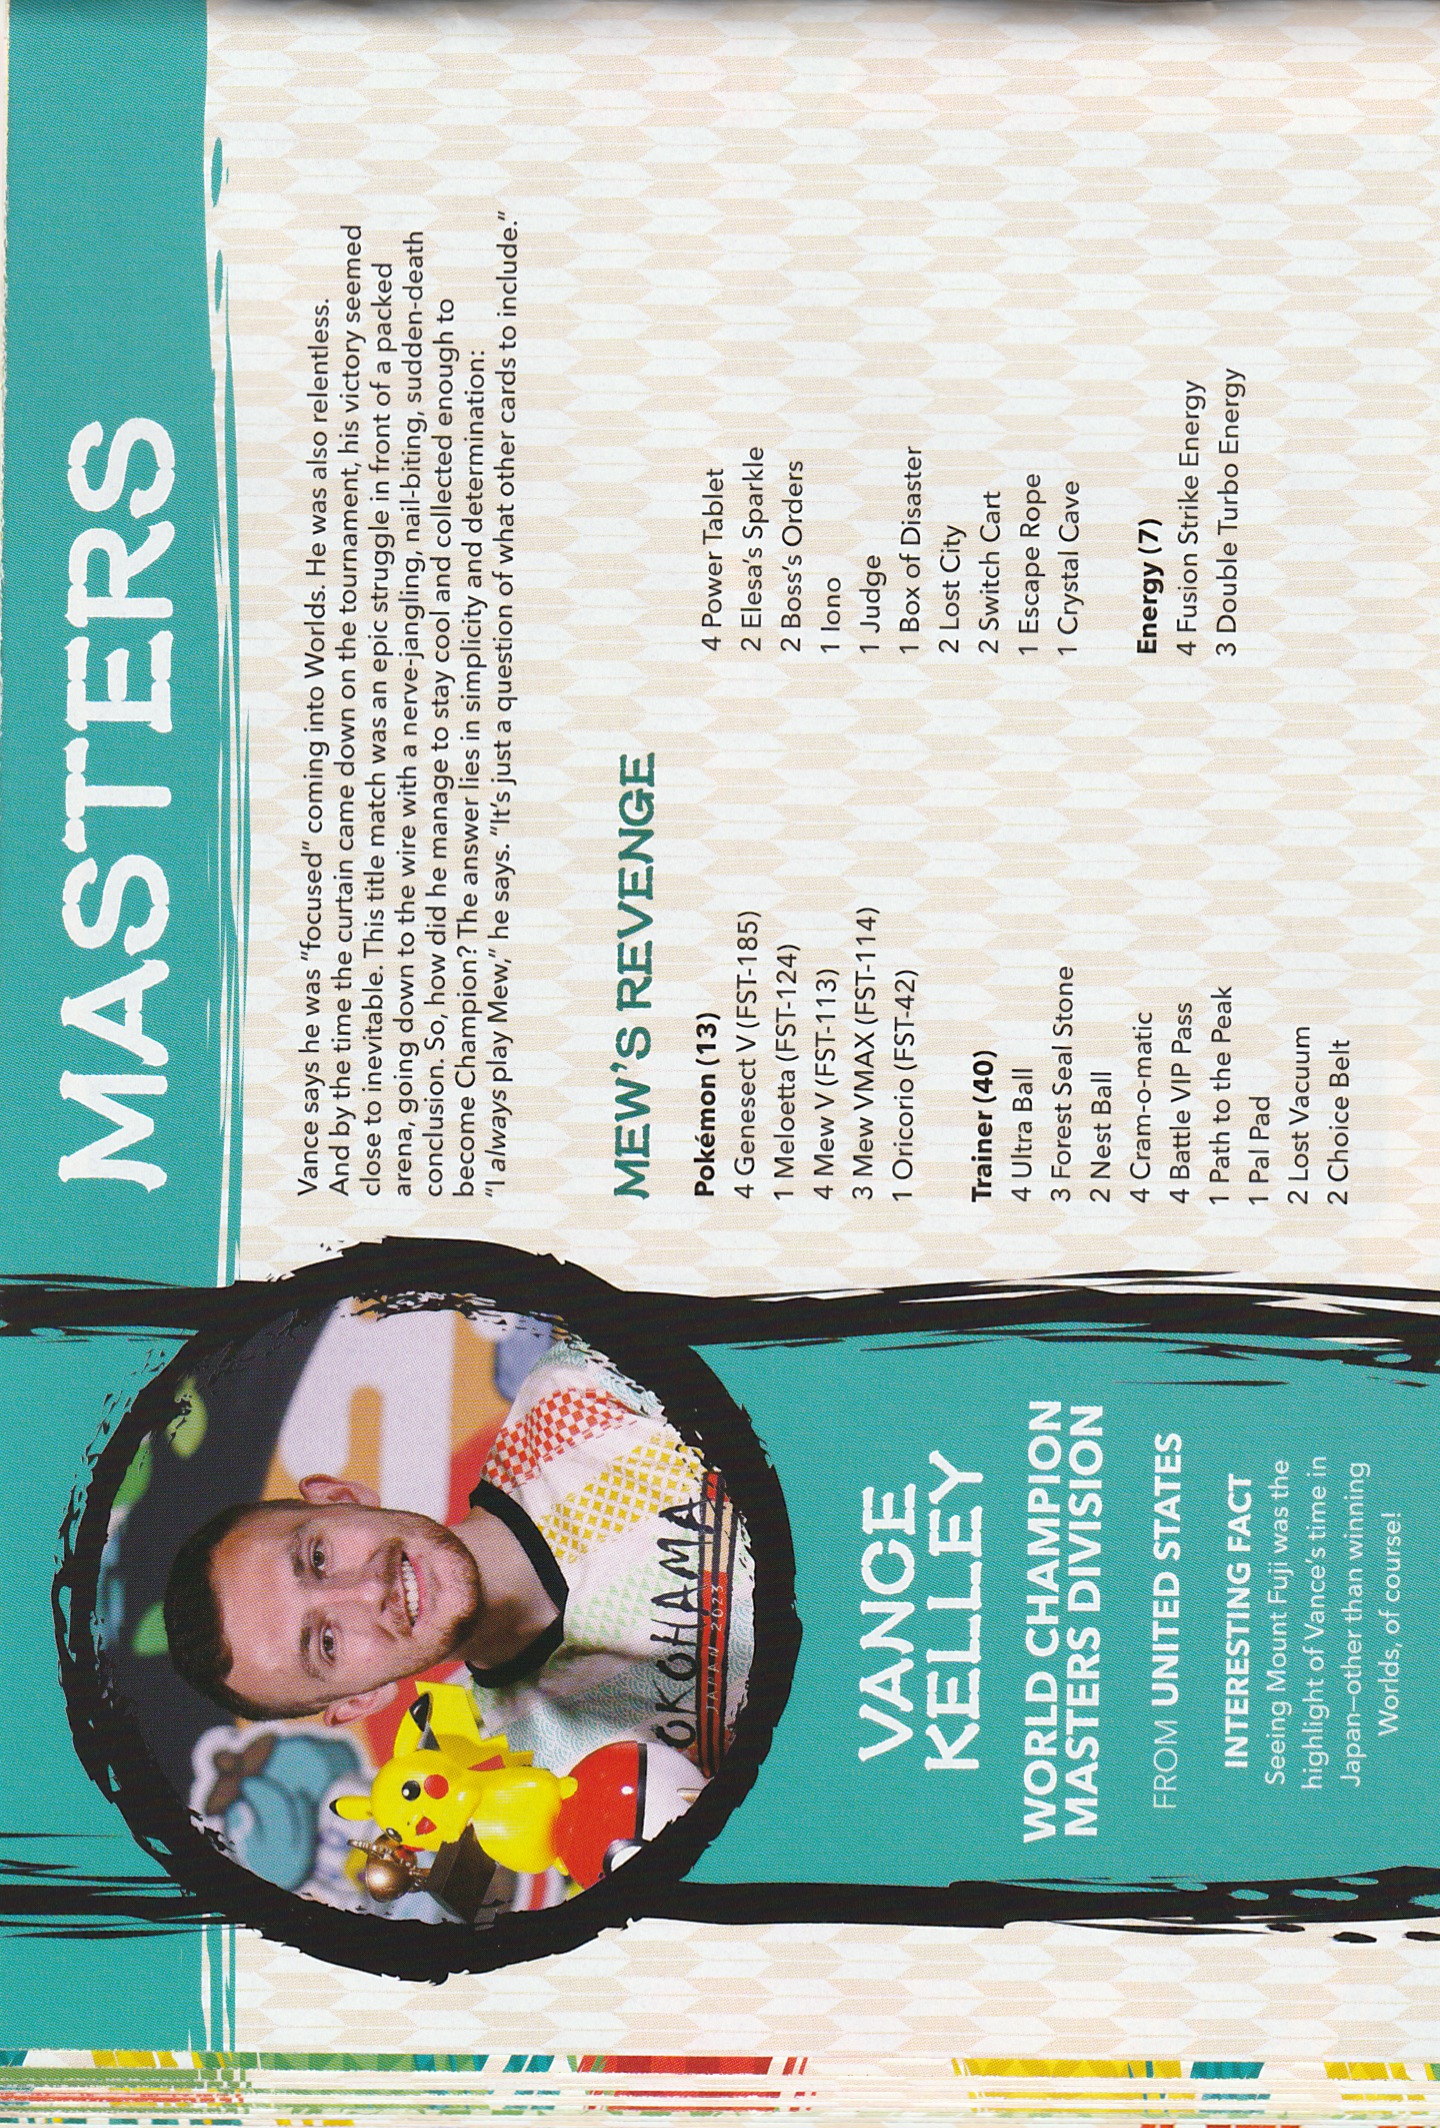 MASTERS
Vance says he was “focused” coming into Worlds. He was also relentless.
And by the time the curtain came down on the tournament, his victory seemed
close to inevitable. This title match was an epic struggle in front of a packed
arena, going down to the wire with a nerve-jangling, nail-biting, sudden-death
conclusion. So, how did he manage to stay cool and collected enough to
become Champion? The answer lies in simplicity and determination:
“I always play Mew,” he says. “It’s just a question of what other cards to include.”
OKOHAMA
JAPAN 2023
VANCE
KELLEY
WORLD CHAMPION
MASTERS DIVISION
FROM UNITED STATES
INTERESTING FACT
Seeing Mount Fuji was the
highlight of Vance’s time in
Japan—other than winning
Worlds, of course!
MEW’S REVENGE
Pokémon (13)
4 Genesect V (FST-185)
1 Meloetta (FST-124)
4 Mew V (FST-113)
3 Mew VMAX (FST-114)
1 Oricorio (FST-42)
Trainer (40)
4 Ultra Ball
3 Forest Seal Stone
2 Nest Ball
4 Cram-o-matic
4 Battle VIP Pass
1 Path to the Peak
1 Pal Pad
2 Lost Vacuum
2 Choice Belt
4 Power Tablet
2 Elesa’s Sparkle
2 Boss’s Orders
1 Iono
1 Judge
1 Box of Disaster
2 Lost City
2 Switch Cart
1 Escape Rope
1 Crystal Cave
Energy (7)
4 Fusion Strike Energy
3 Double Turbo Energy